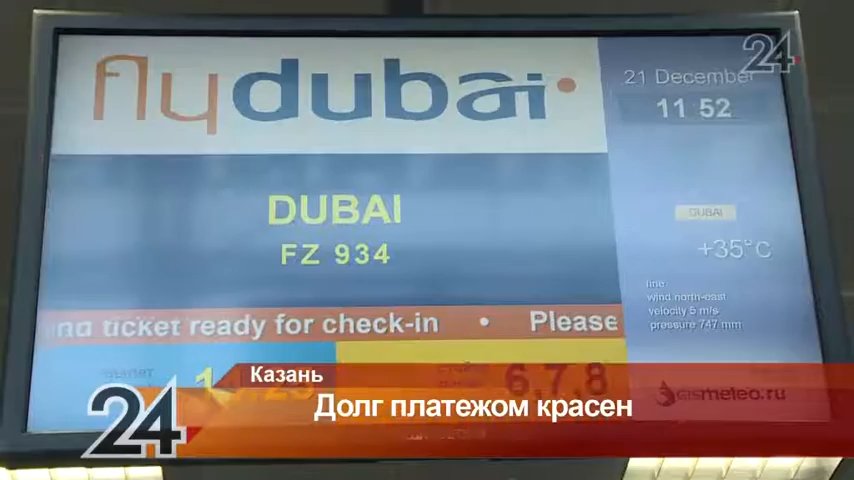 flydubai
24
21 December
11 52
DUBAI
FZ 934
DUBAI
+35°C
wind north-east
velocity 5 m/s
pressure 747 mm
ticket ready for check-in • Please
6,7,8
gismeteo.ru
Казань
24
Долг платежом красен